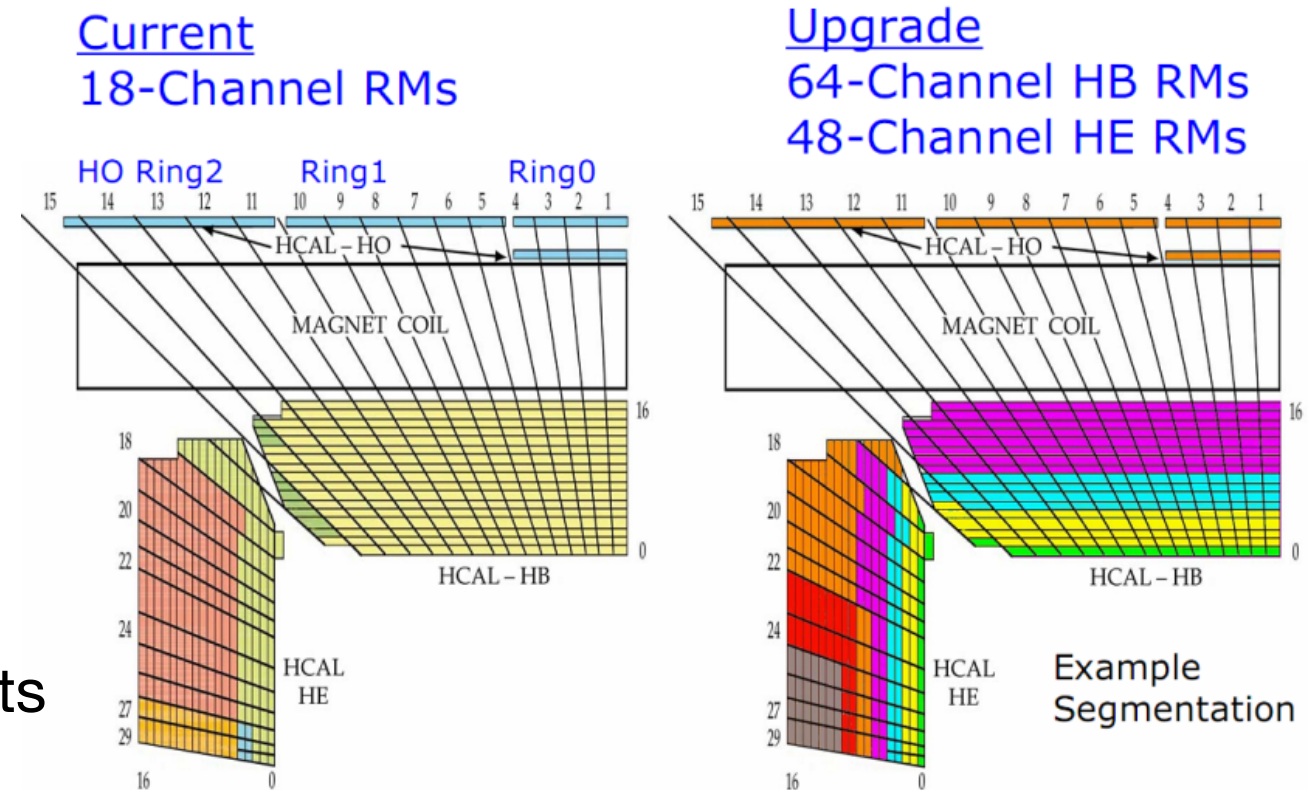 Current
18-Channel RMs
HO Ring2 Ring1 Ring0
15 14 13 12 11 10 9 8 7 6 5 4 3 2 1
HCAL – HO
MAGNET COIL
16
18
20
22
24
27
29
0
HCAL – HB
HCAL
HE
16 0
ts
Upgrade
64-Channel HB RMs
48-Channel HE RMs
15 14 13 12 11 10 9 8 7 6 5 4 3 2 1
HCAL – HO
MAGNET COIL
16
18
20
22
24
27
29
0
HCAL – HB
HCAL
HE
16 0
Example
Segmentation